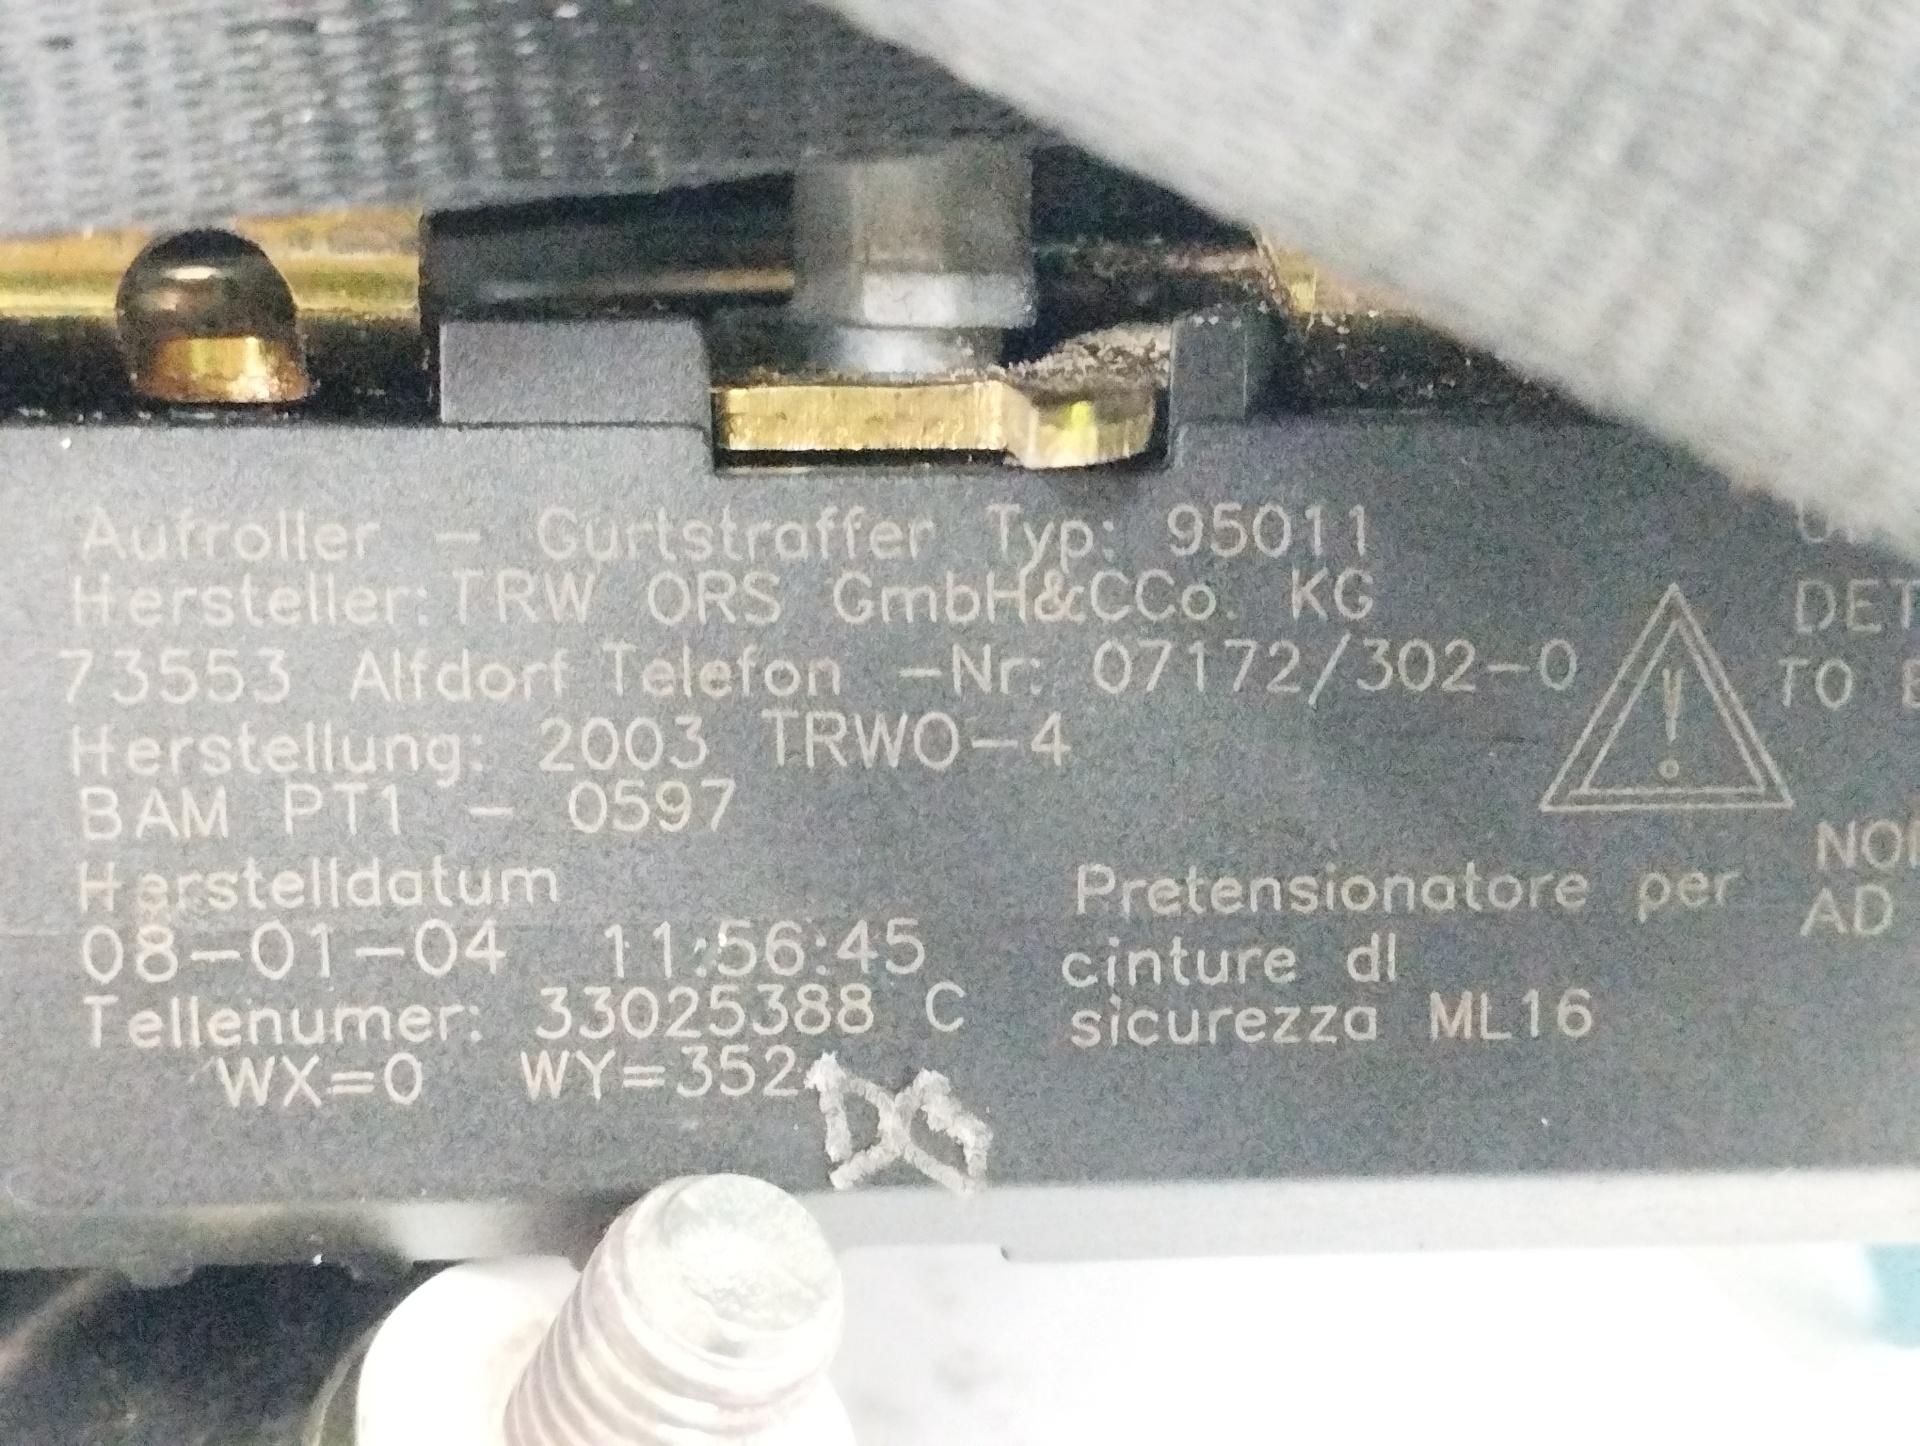 Aufroller - Gurtstraffer Typ: 95011
Hersteller: TRW ORS GmbH&CCo. KG
73553 Alfdorf Telefon -Nr: 07172/302-0
Herstellung: 2003 TRWO-4
BAM PT1 - 0597
Herstelldatum
08-01-04 11:56:45
Tellenumer: 33025388 C
WX=0 WY=352
Pretensionatore per
cinture dl
sicurezza ML16
TO
AD